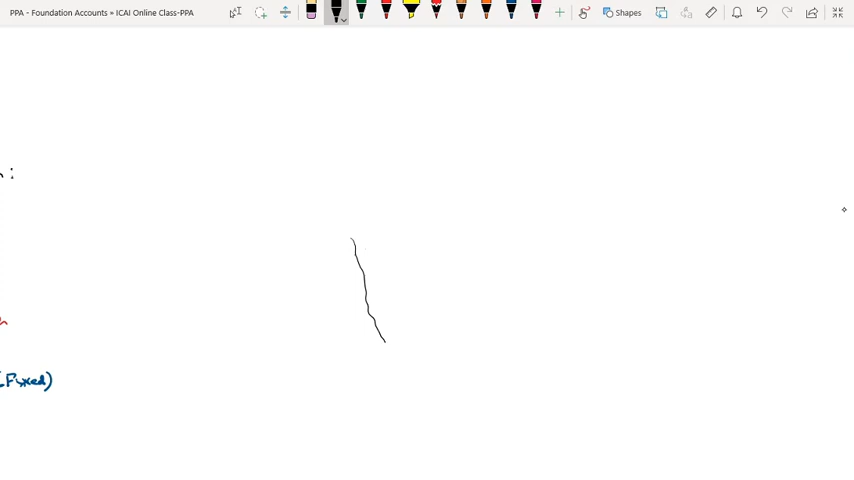 PPA - Foundation Accounts » ICAI Online Class-PPA
Shapes
(Fixed)